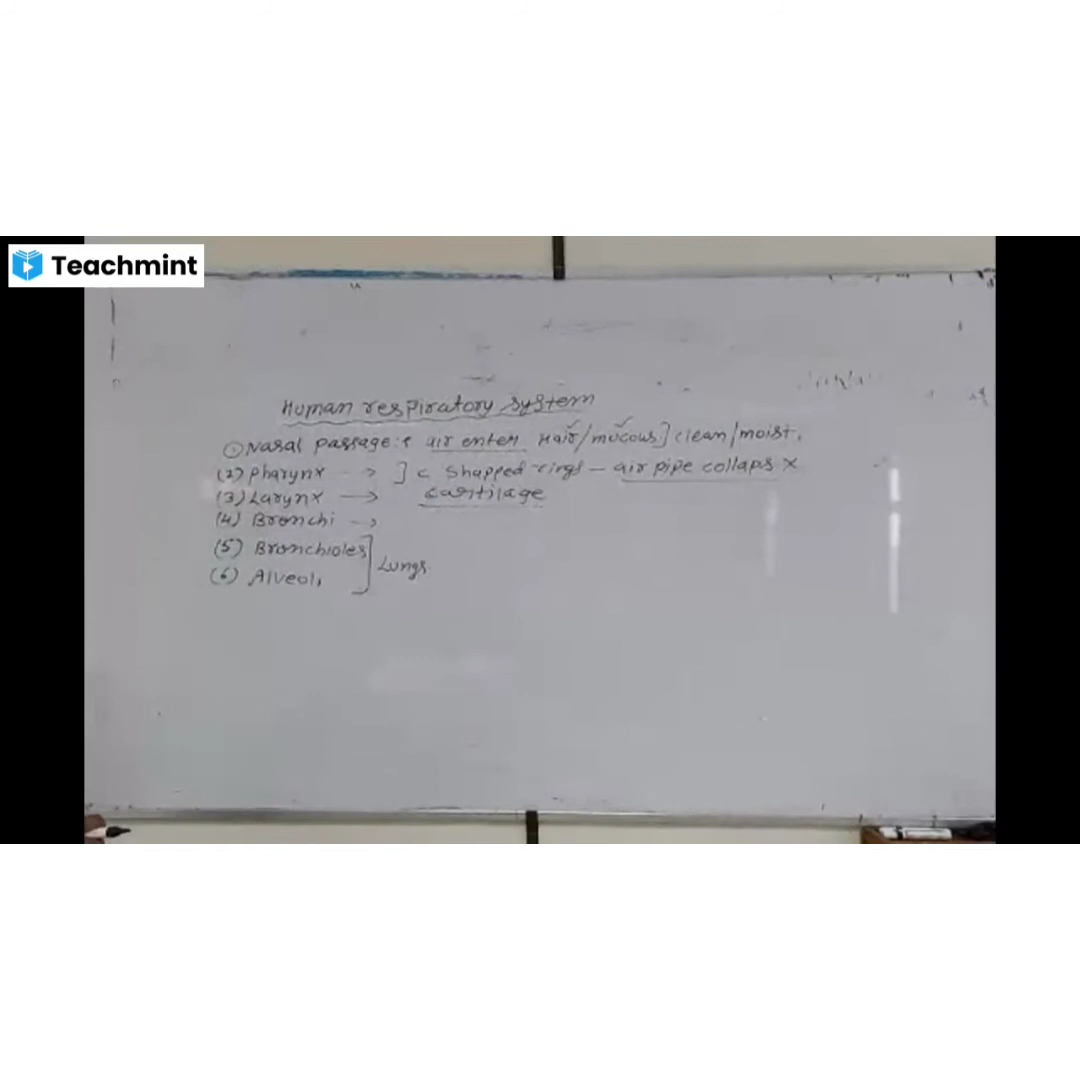 Teachmint
Human respiratory system
① Nasal passage : air enter Hair/mucous] clean/moist.
(2) Pharynx → ] C shapped rings - air pipe collaps ×
(3) Larynx → cartilage
(4) Bronchi →
(5) Bronchioles
(6) Alveoli ] Lungs.